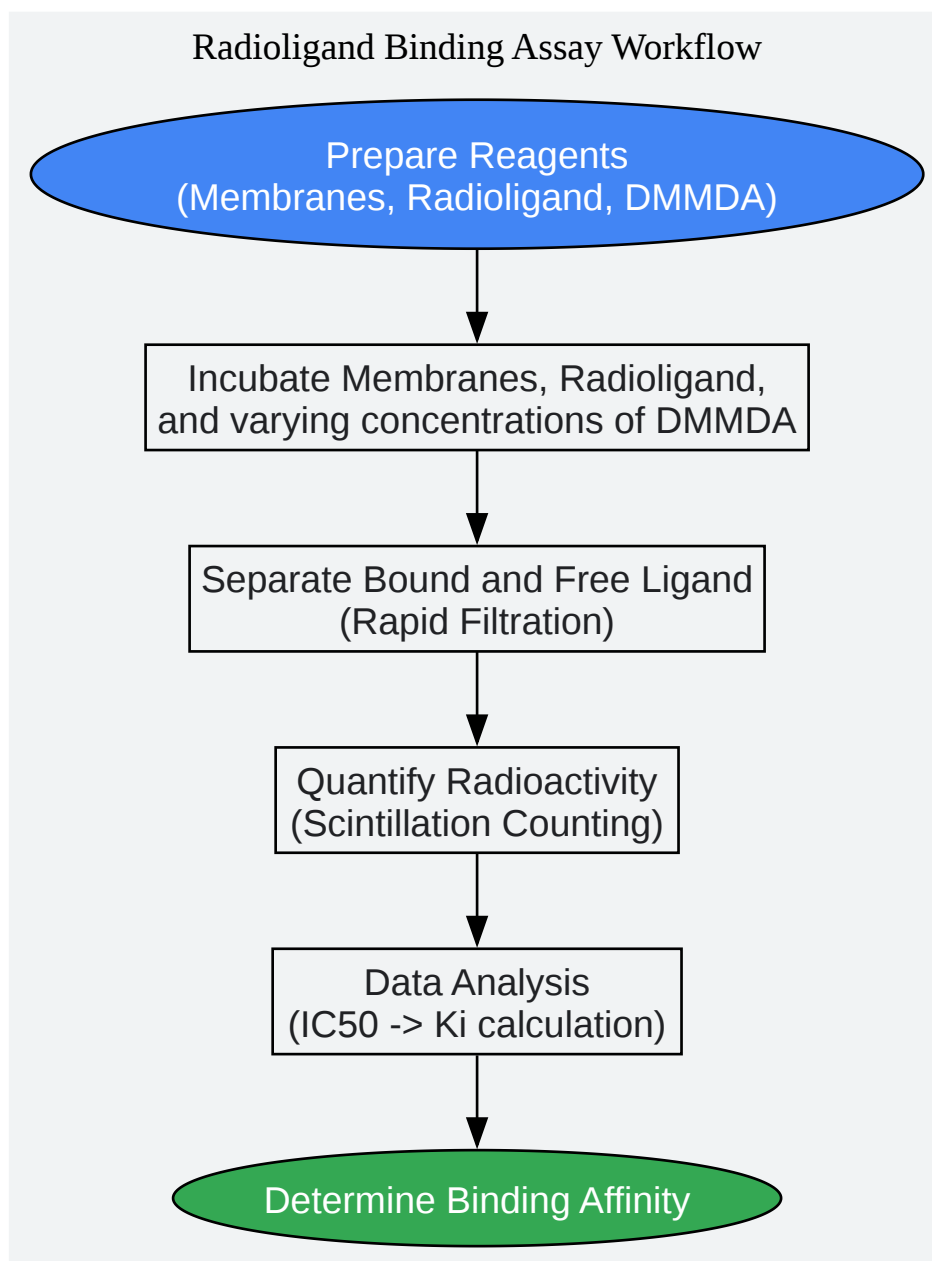 Radioligand Binding Assay Workflow
Prepare Reagents
(Membranes, Radioligand, DMMDA)
Incubate Membranes, Radioligand,
and varying concentrations of DMMDA
Separate Bound and Free Ligand
(Rapid Filtration)
Quantify Radioactivity
(Scintillation Counting)
Data Analysis
(IC50 -> Ki calculation)
Determine Binding Affinity